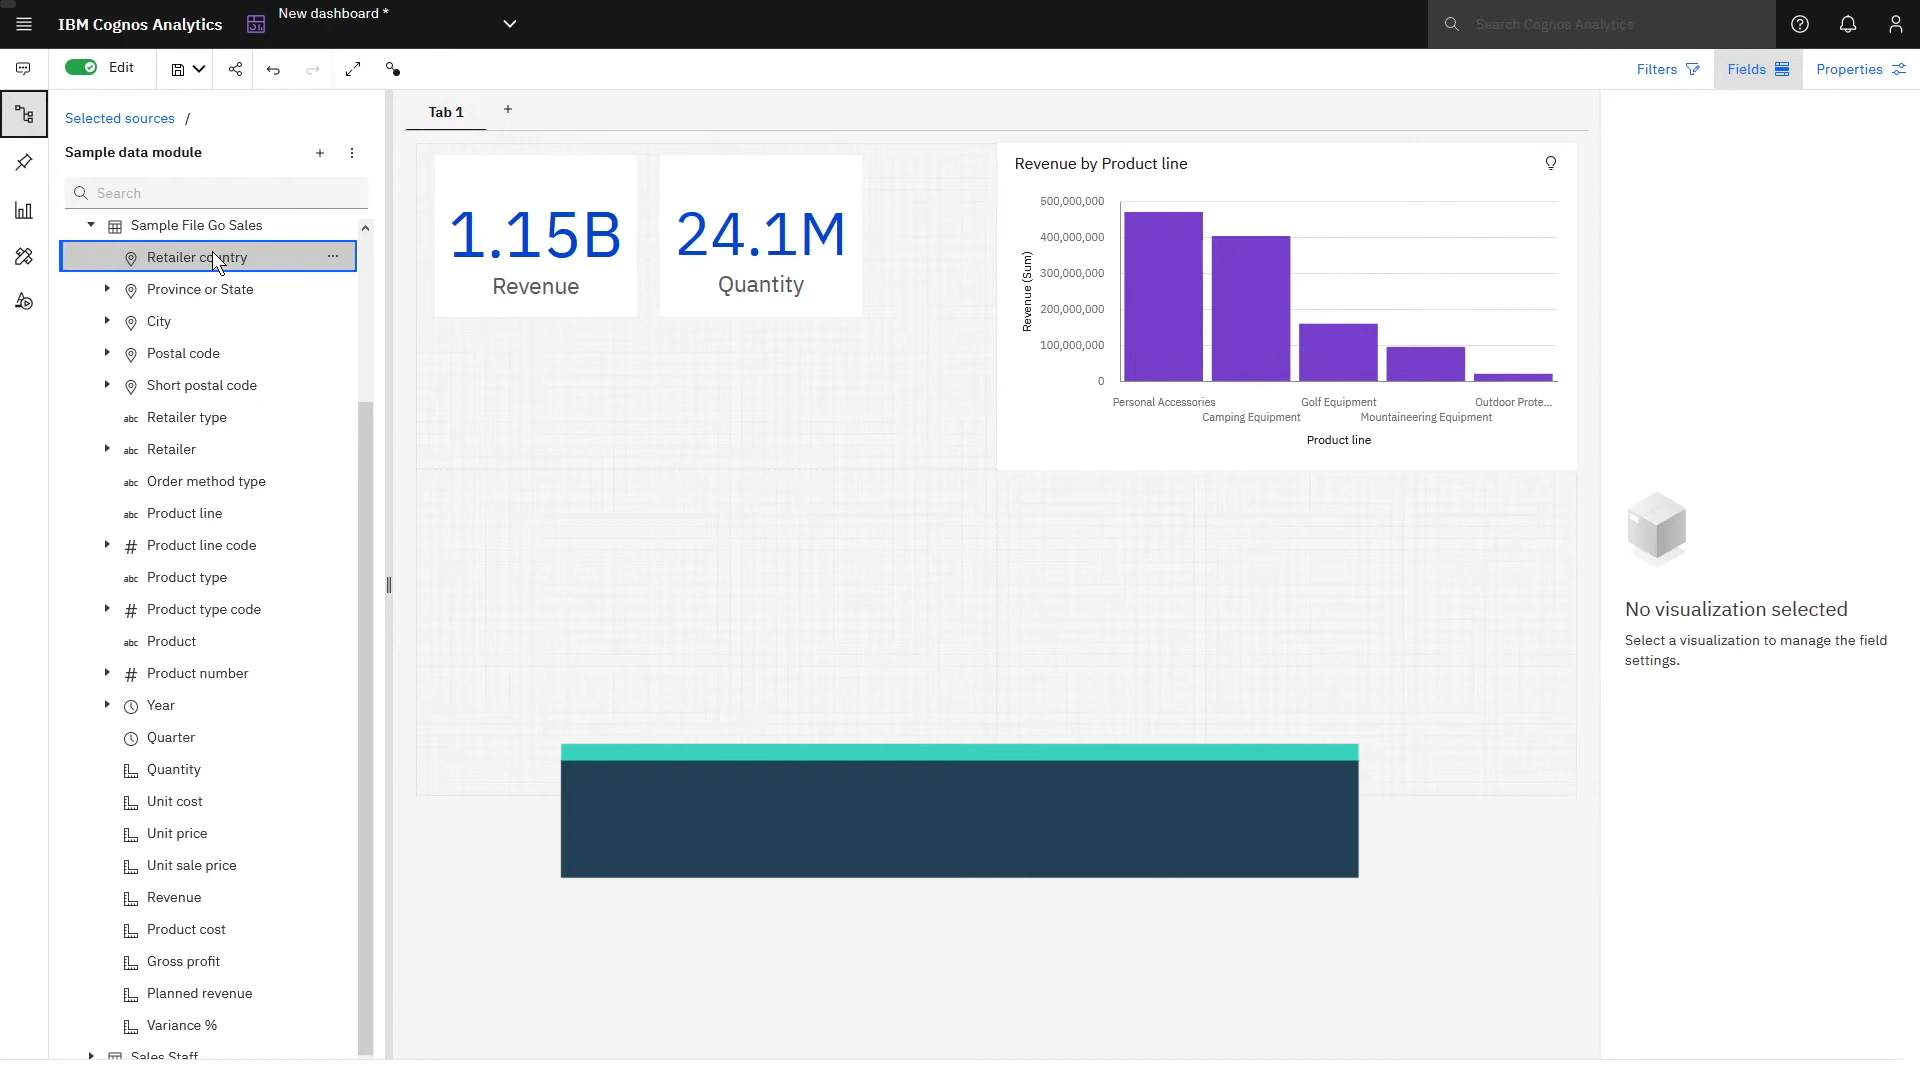 IBM Cognos Analytics
New dashboard *
Search Cognos Analytics
Edit
Filters
Fields
Properties
Selected sources /
Sample data module
Search
Sample File Go Sales
Retailer country
Province or State
City
Postal code
Short postal code
abc Retailer type
abc Retailer
abc Order method type
abc Product line
# Product line code
abc Product type
# Product type code
abc Product
# Product number
Year
Quarter
Quantity
Unit cost
Unit price
Unit sale price
Revenue
Product cost
Gross profit
Planned revenue
Variance %
Sales Staff
Tab 1
1.15B
Revenue
24.1M
Quantity
Revenue by Product line
Revenue (Sum)
500,000,000
400,000,000
300,000,000
200,000,000
100,000,000
0
Personal Accessories
Camping Equipment
Golf Equipment
Mountaineering Equipment
Outdoor Prote...
Product line
No visualization selected
Select a visualization to manage the field
settings.